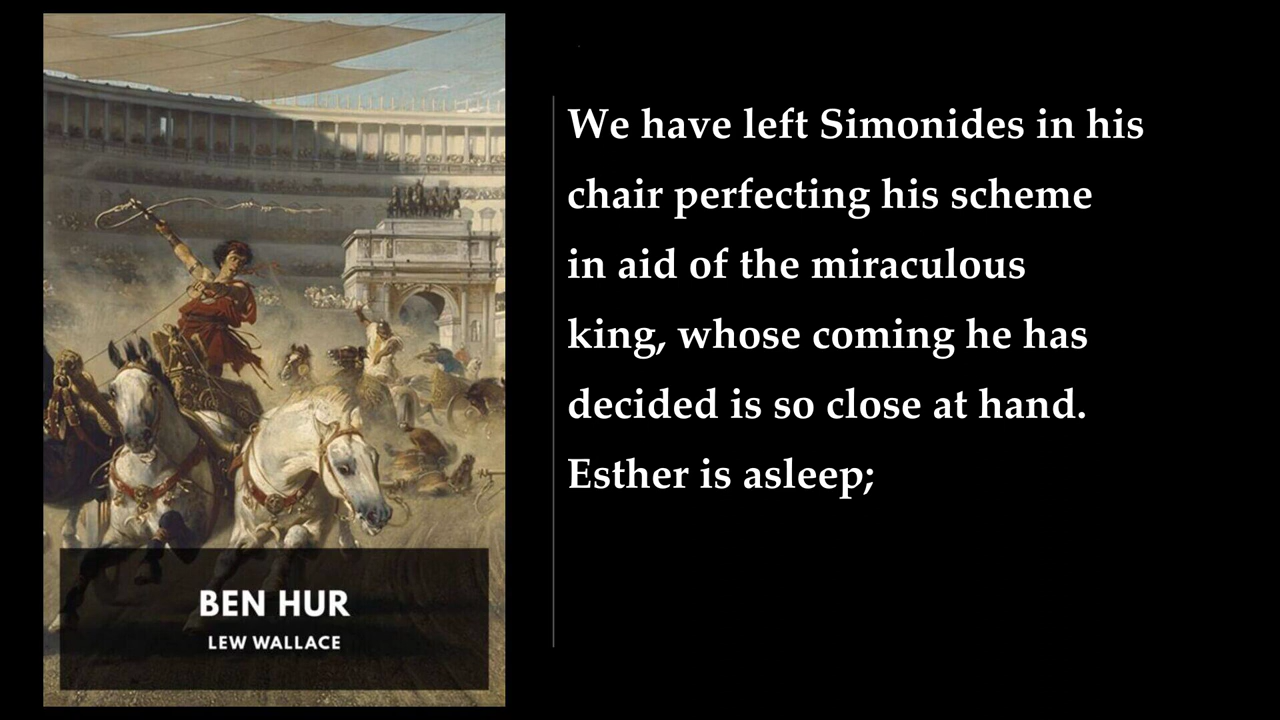 BEN HUR
LEW WALLACE
We have left Simonides in his
chair perfecting his scheme
in aid of the miraculous
king, whose coming he has
decided is so close at hand.
Esther is asleep;